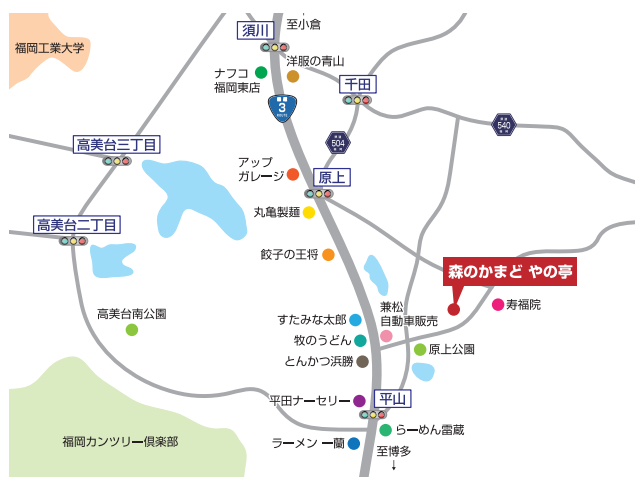 至小倉
須川
福岡工業大学
洋服の青山
ナフコ
福岡東店
千田
3
540
504
高美台三丁目
アップ
ガレージ
原上
丸亀製麺
高美台二丁目
餃子の王将
森のかまど やの亭
寿福院
兼松
自動車販売
高美台南公園
すたみな太郎
牧のうどん
原上公園
とんかつ浜勝
平田ナーセリー
平山
らーめん雷蔵
福岡カンツリー倶楽部
ラーメン 一蘭
至博多
↓